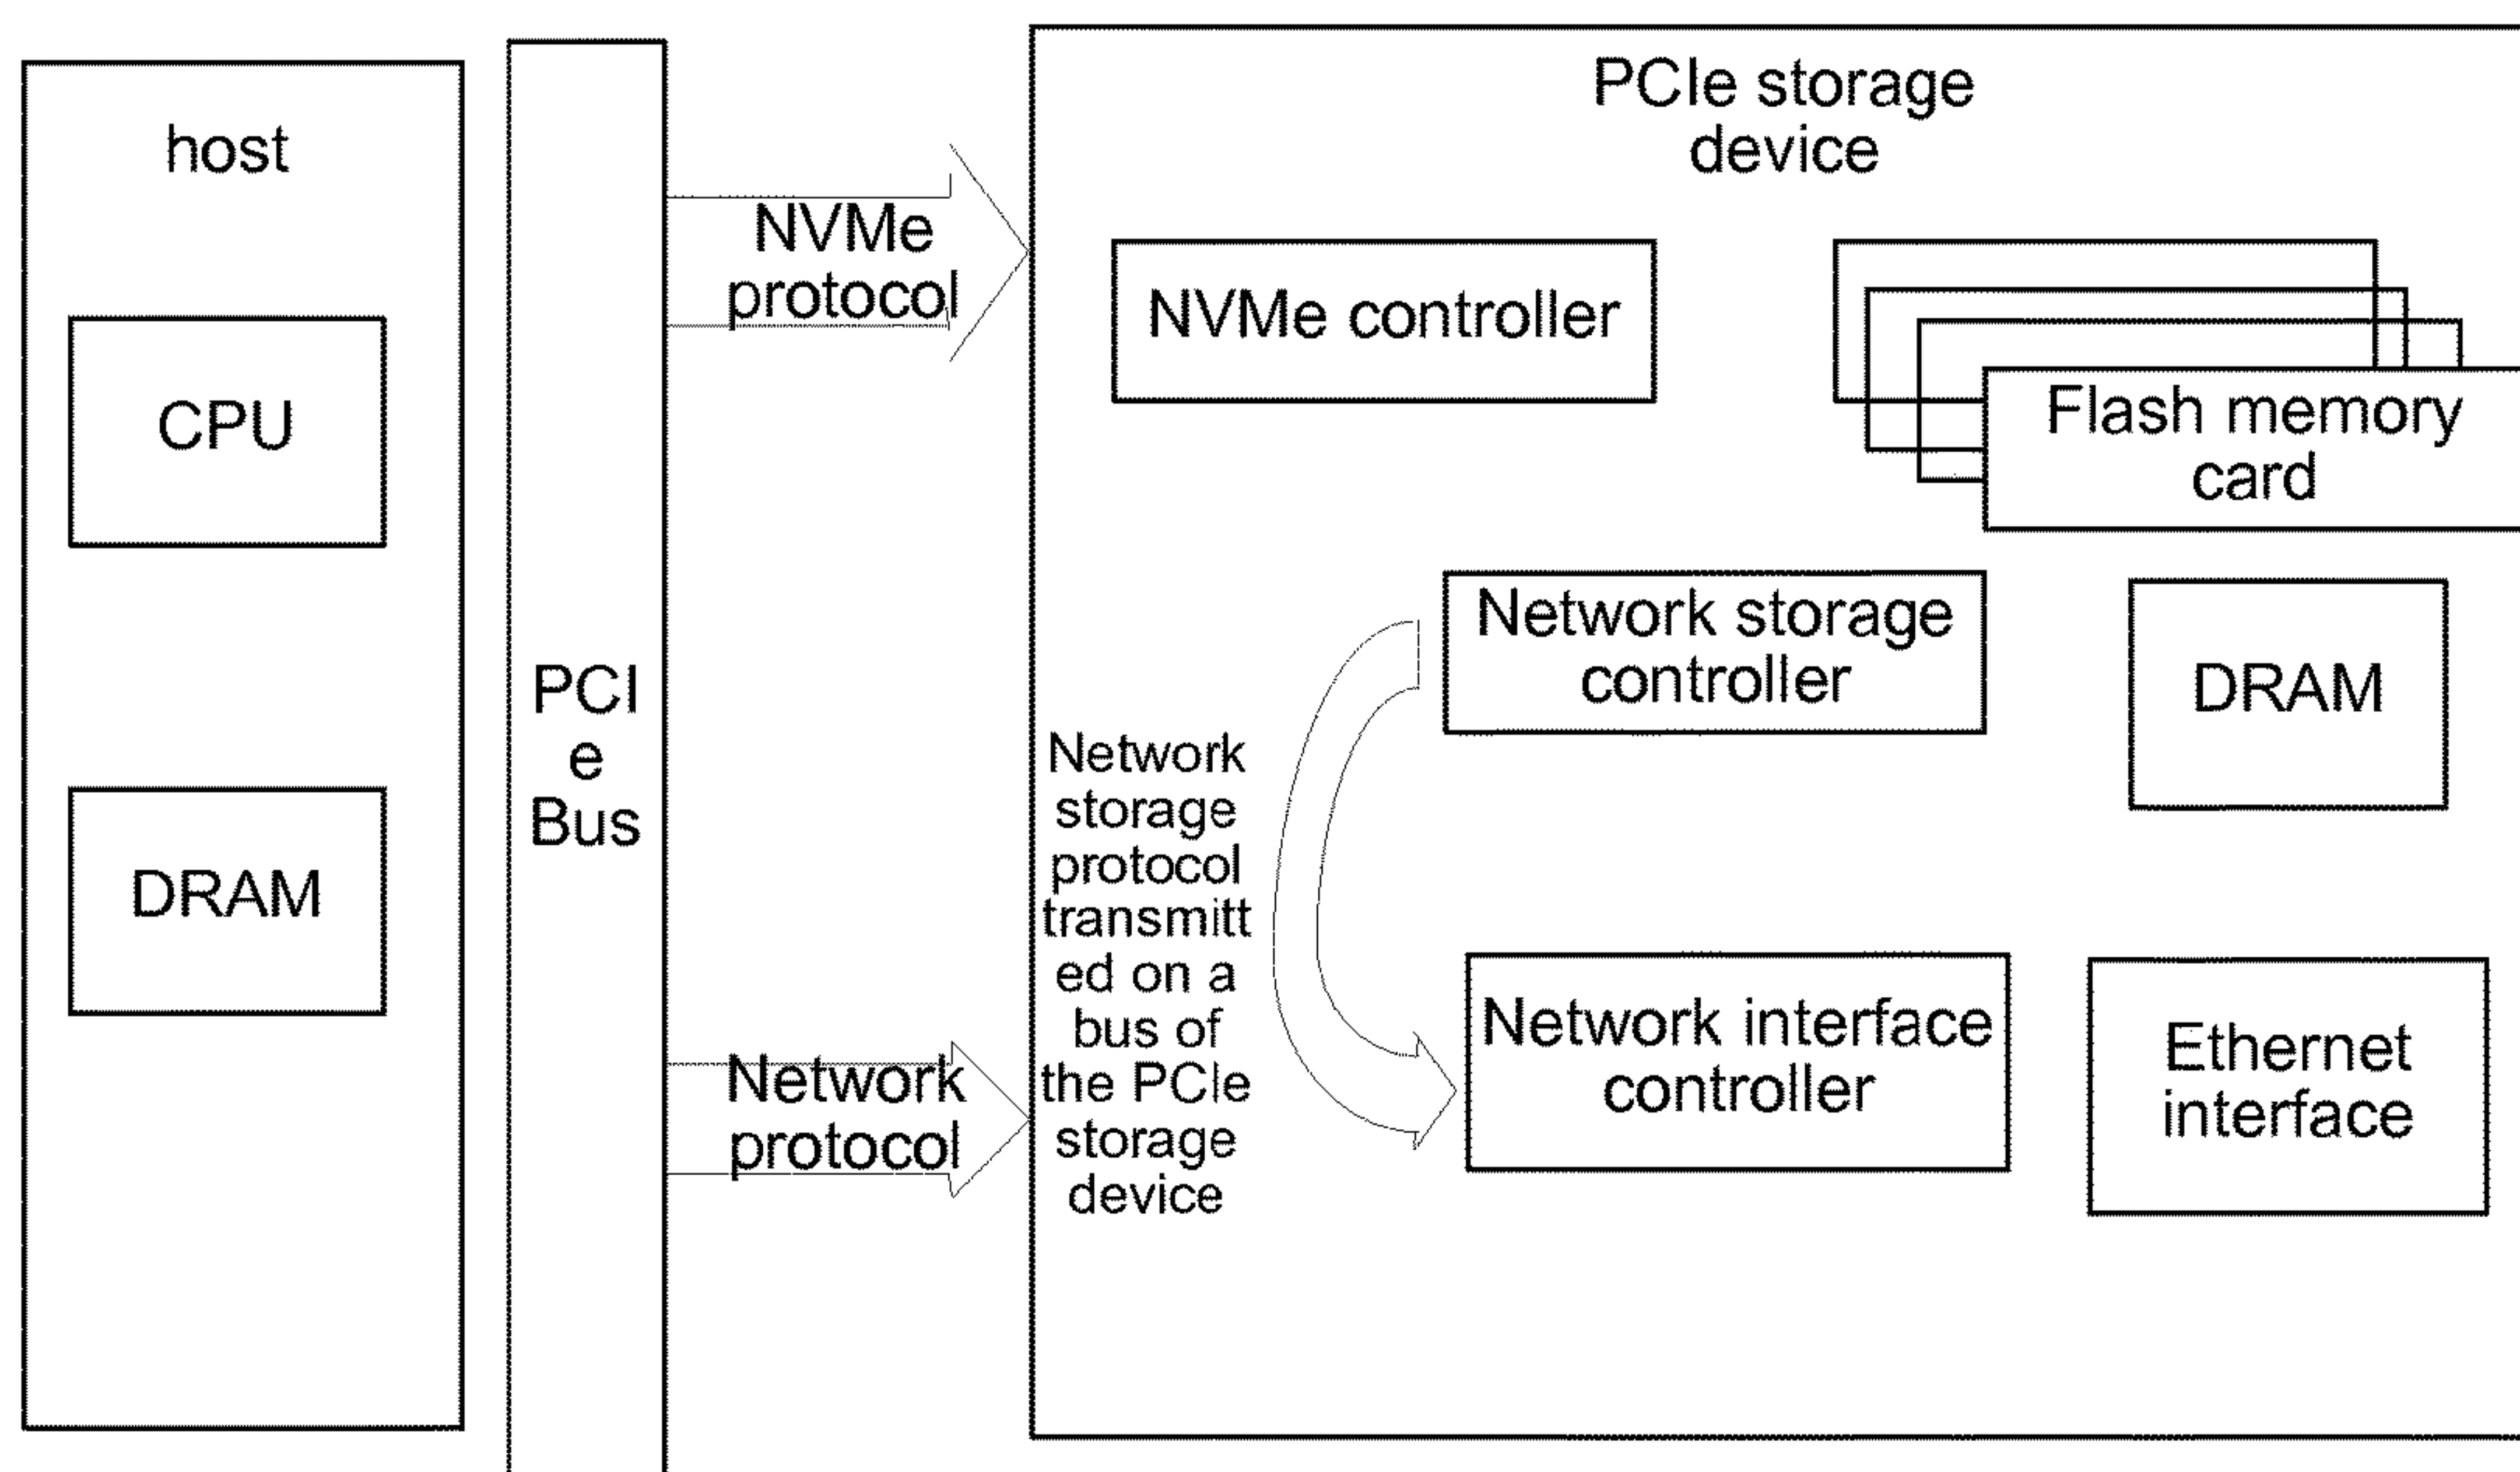 host
CPU
DRAM
PCI
e
Bus
NVMe
protocol
Network
protocol
PCIe storage
device
NVMe controller
Flash memory
card
Network storage
controller
DRAM
Network
storage
protocol
transmitt
ed on a
bus of
the PCIe
storage
device
Network interface
controller
Ethernet
interface